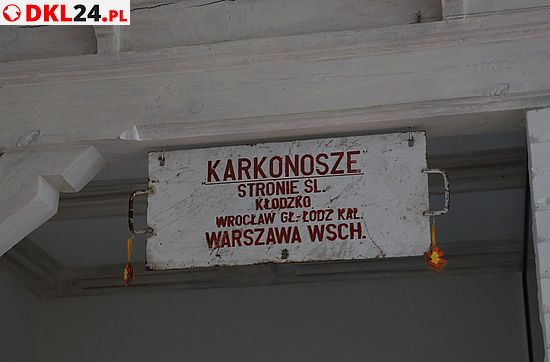 DKL24.PL
„KARKONOSZE”
STRONIE ŚL.
KŁODZKO
WROCŁAW GŁ.-ŁÓDŹ KAL.
WARSZAWA WSCH.